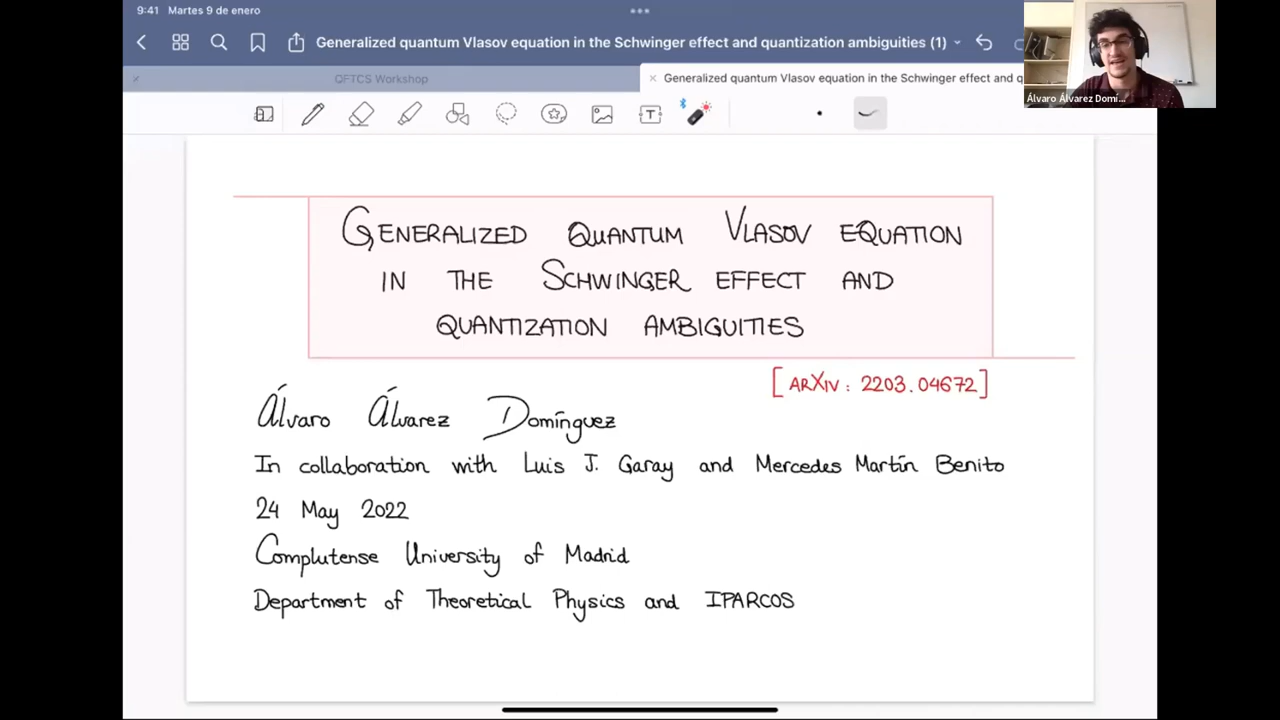 9:41 Martes 9 de enero
Generalized quantum Vlasov equation in the Schwinger effect and quantization ambiguities (1)
QFTCS Workshop
Generalized quantum Vlasov equation in the Schwinger effect and q
Álvaro Álvarez Domí...
GENERALIZED QUANTUM VLASOV EQUATION
IN THE SCHWINGER EFFECT AND
QUANTIZATION AMBIGUITIES
[ARXIV: 2203.04672]
Álvaro Álvarez Domínguez
In collaboration with Luis J. Garay and Mercedes Martín Benito
24 May 2022
Complutense University of Madrid
Department of Theoretical Physics and IPARCOS